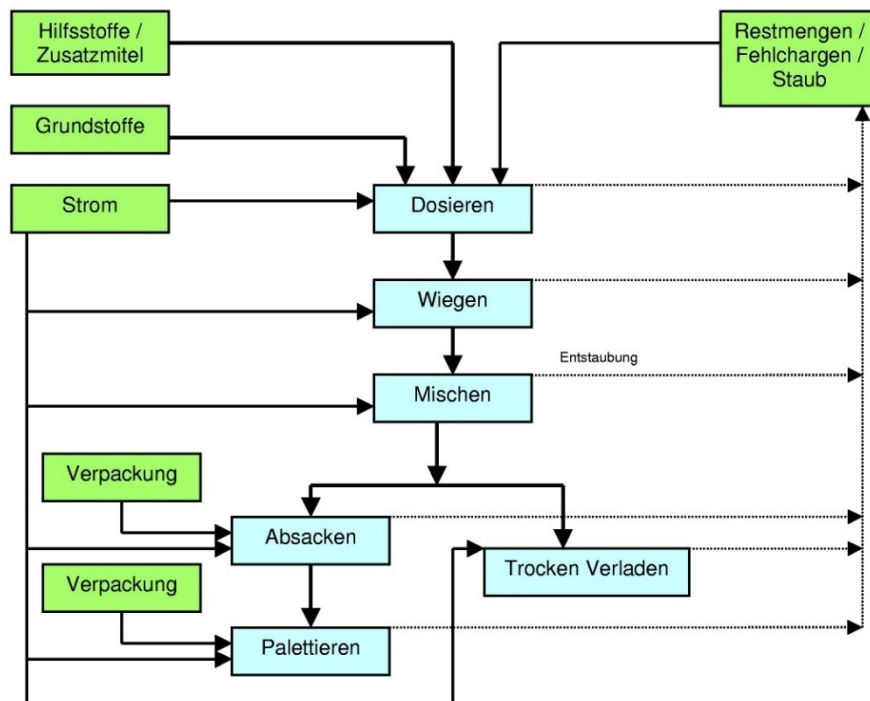 Hilfsstoffe /
Zusatzmitel
Restmengen /
Fehlchargen /
Staub
Grundstoffe
Strom
Dosieren
Wiegen
Entstaubung
Mischen
Verpackung
Absacken
Trocken Verladen
Verpackung
Palettieren